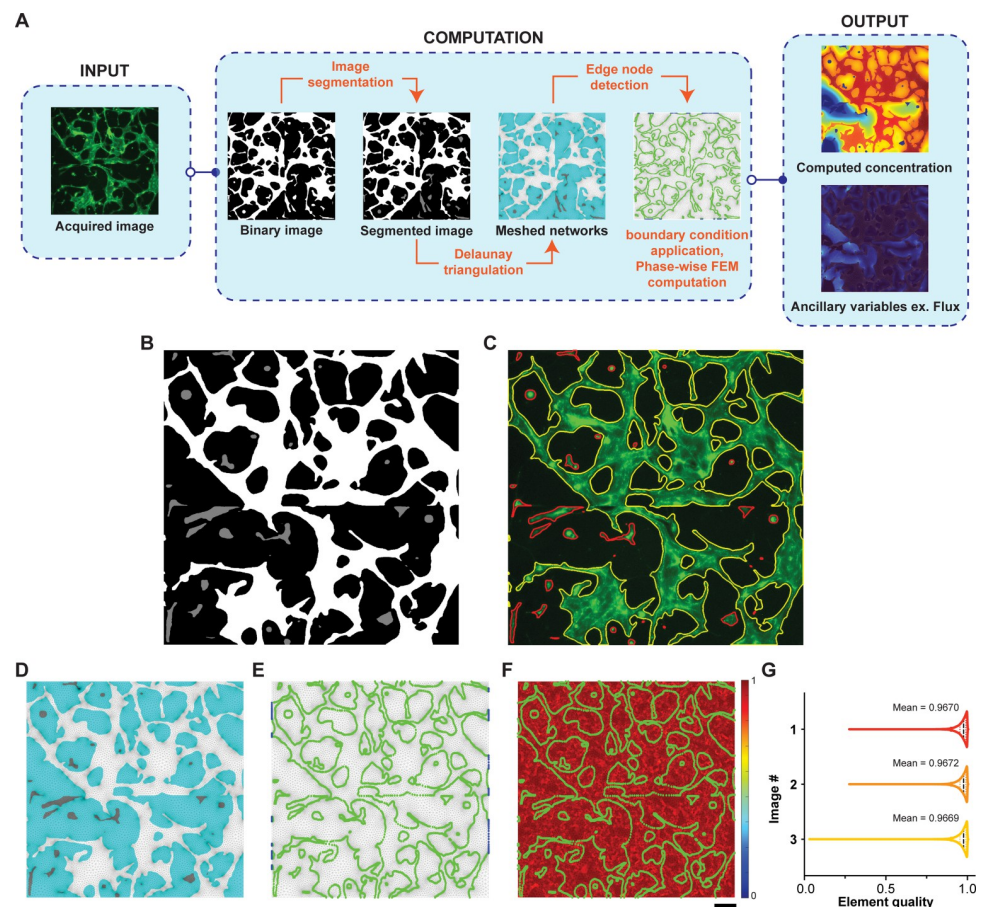 A
INPUT
COMPUTATION
OUTPUT
Image
segmentation
Edge node
detection
Acquired image
Binary image
Segmented image
Meshed networks
Delaunay
triangulation
boundary condition
application,
Phase-wise FEM
computation
Computed concentration
Ancillary variables ex. Flux
B
C
D
E
F
1
0
G
Image #
1
Mean = 0.9670
2
Mean = 0.9672
3
Mean = 0.9669
0.0
0.5
1.0
Element quality